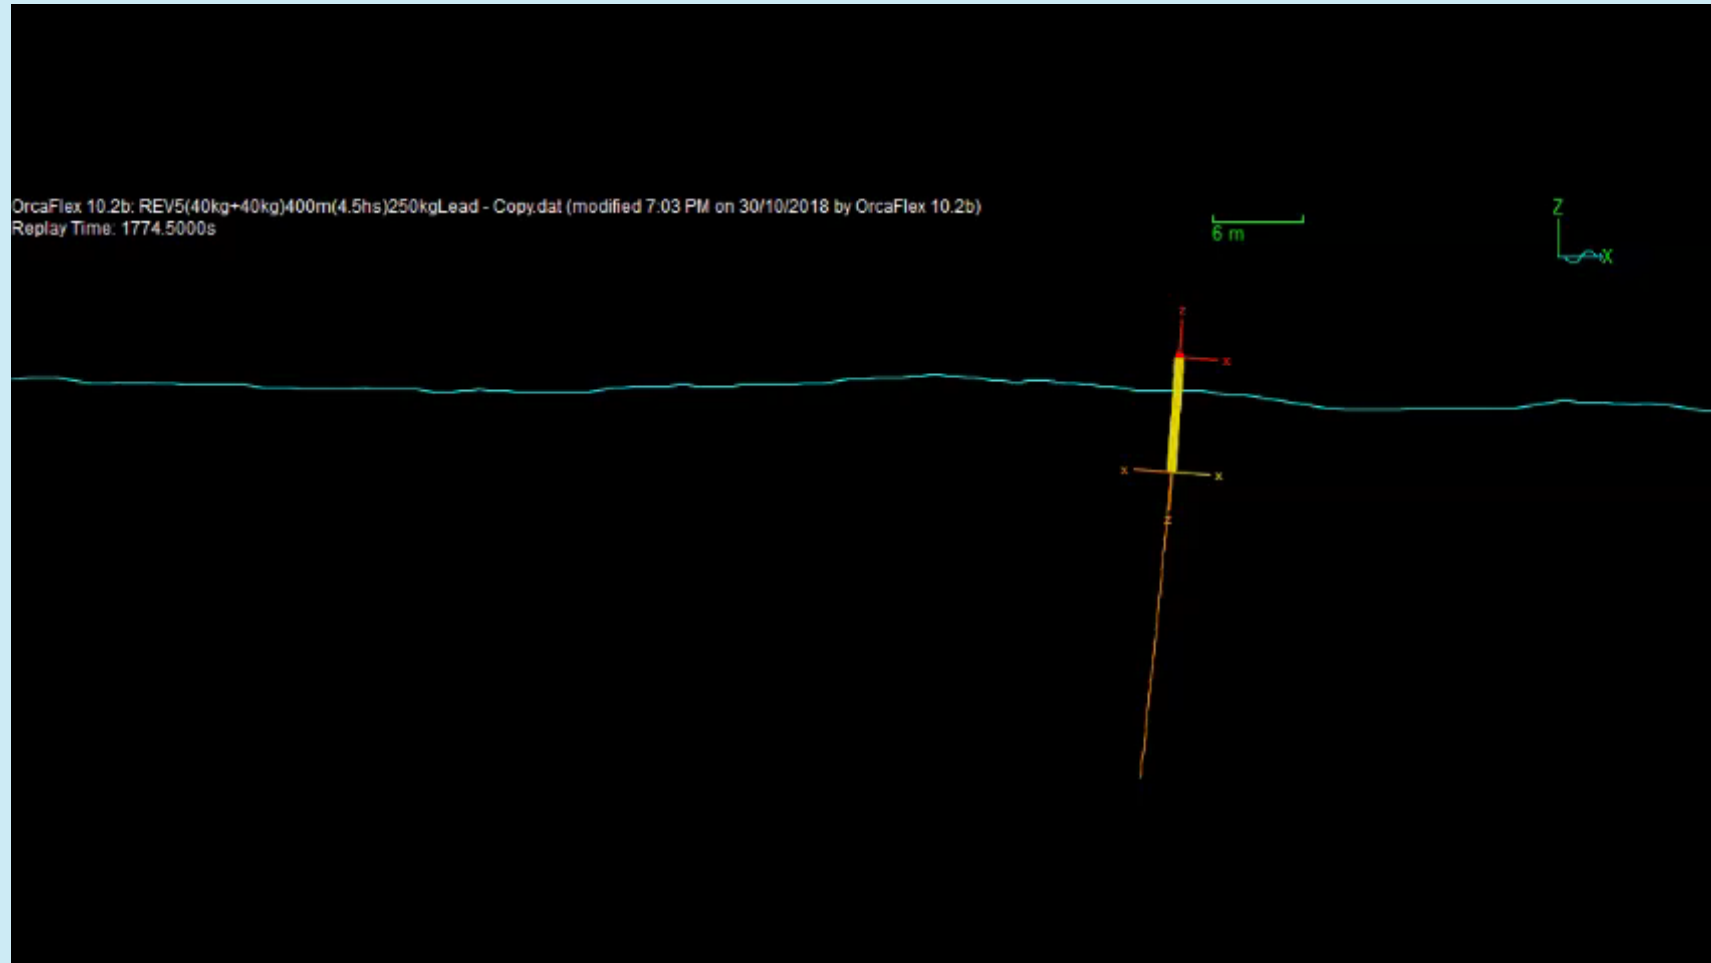 OrcaFlex 10.2b: REV5(40kg+40kg)400m(4.5hs)250kgLead - Copy.dat (modified 7:03 PM on 30/10/2018 by OrcaFlex 10.2b)
Replay Time: 1774.5000s
6 m
Z
X
z
x
x
x
z